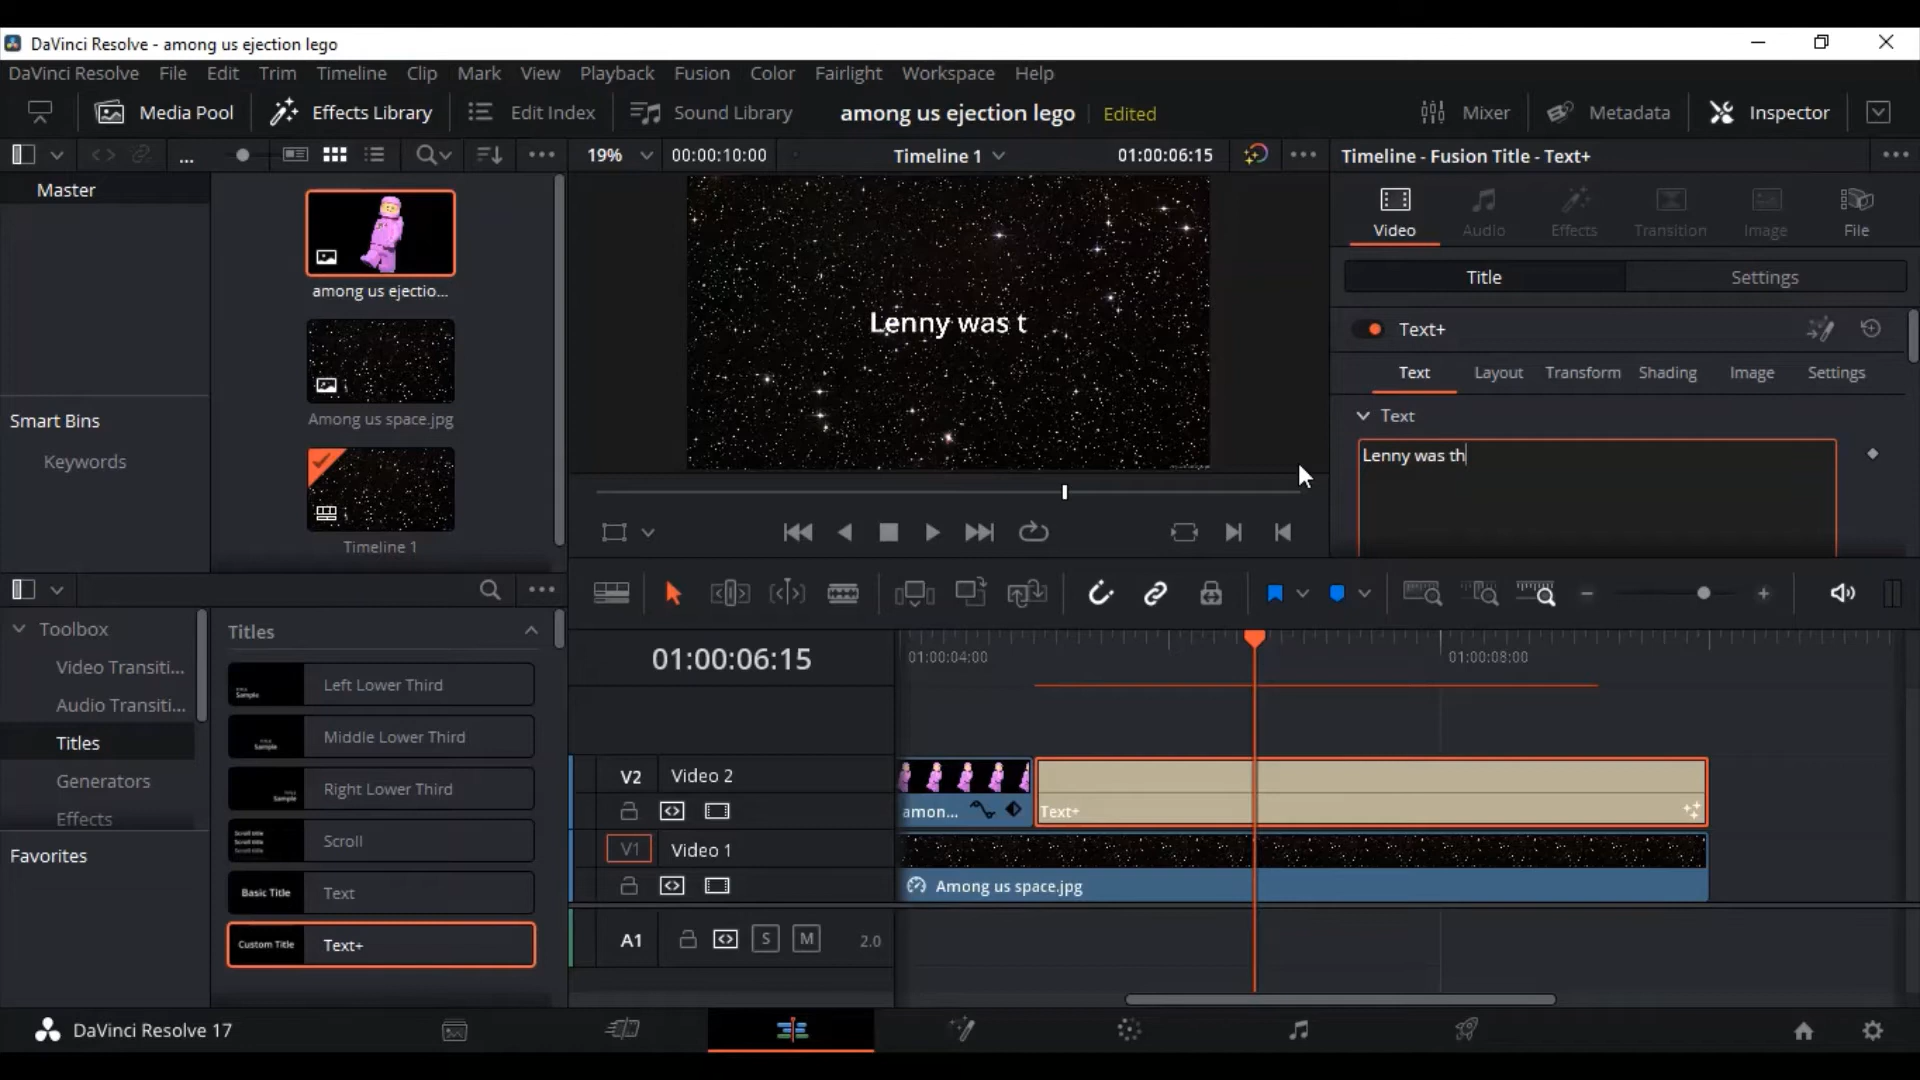 DaVinci Resolve - among us ejection lego
DaVinci Resolve File Edit Trim Timeline Clip Mark View Playback Fusion Color Fairlight Workspace Help
Media Pool Effects Library Edit Index Sound Library among us ejection lego Edited Mixer Metadata Inspector
... 19% 00:00:10:00 Timeline 1 01:00:06:15 Timeline - Fusion Title - Text+
Master
among us ejectio...
Among us space.jpg
Timeline 1
Smart Bins
Keywords
Lenny was t
Video Audio Effects Transition Image File
Title Settings
Text+
Text Layout Transform Shading Image Settings
Text
Lenny was th
Toolbox
Video Transiti...
Audio Transiti...
Titles
Generators
Effects
Favorites
Titles
Left Lower Third
Middle Lower Third
Right Lower Third
Scroll
Basic Title Text
Custom Title Text+
01:00:06:15
01:00:04:00 01:00:08:00
V2 Video 2
amon... Text+
V1 Video 1
Among us space.jpg
A1 S M 2.0
DaVinci Resolve 17